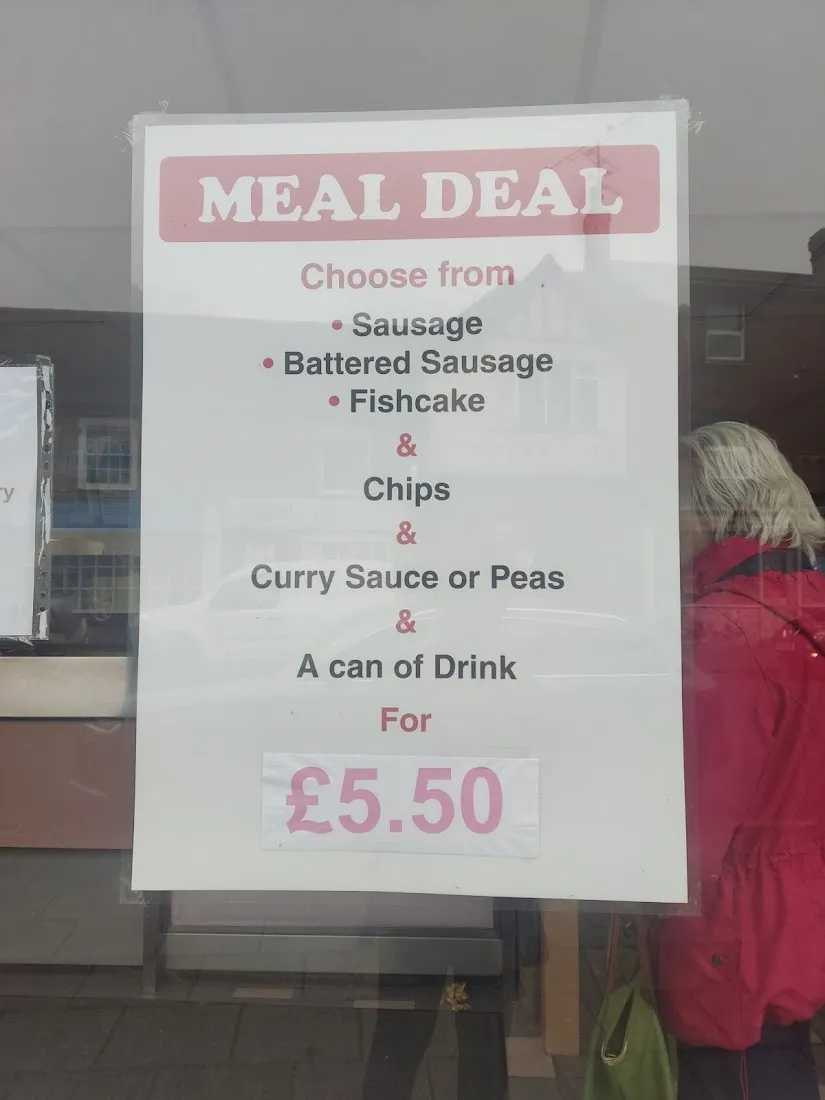 MEAL DEAL
Choose from
• Sausage
• Battered Sausage
• Fishcake
&
Chips
&
Curry Sauce or Peas
&
A can of Drink
For
£5.50
ry